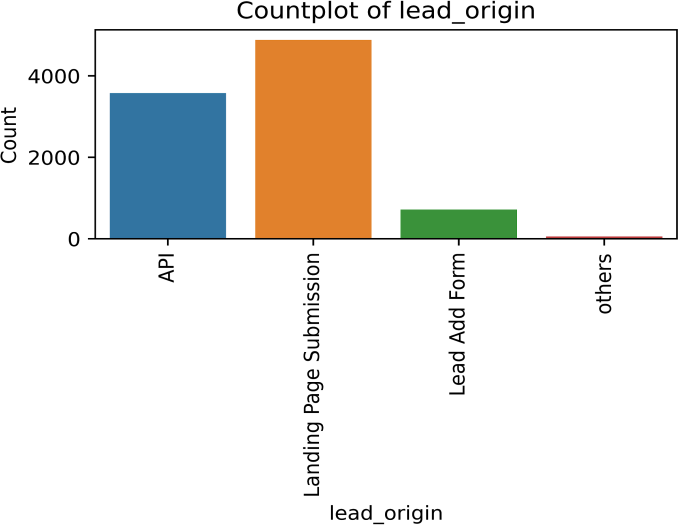 Countplot of lead_origin
Count
4000
2000
0
API
Landing Page Submission
Lead Add Form
others
lead_origin